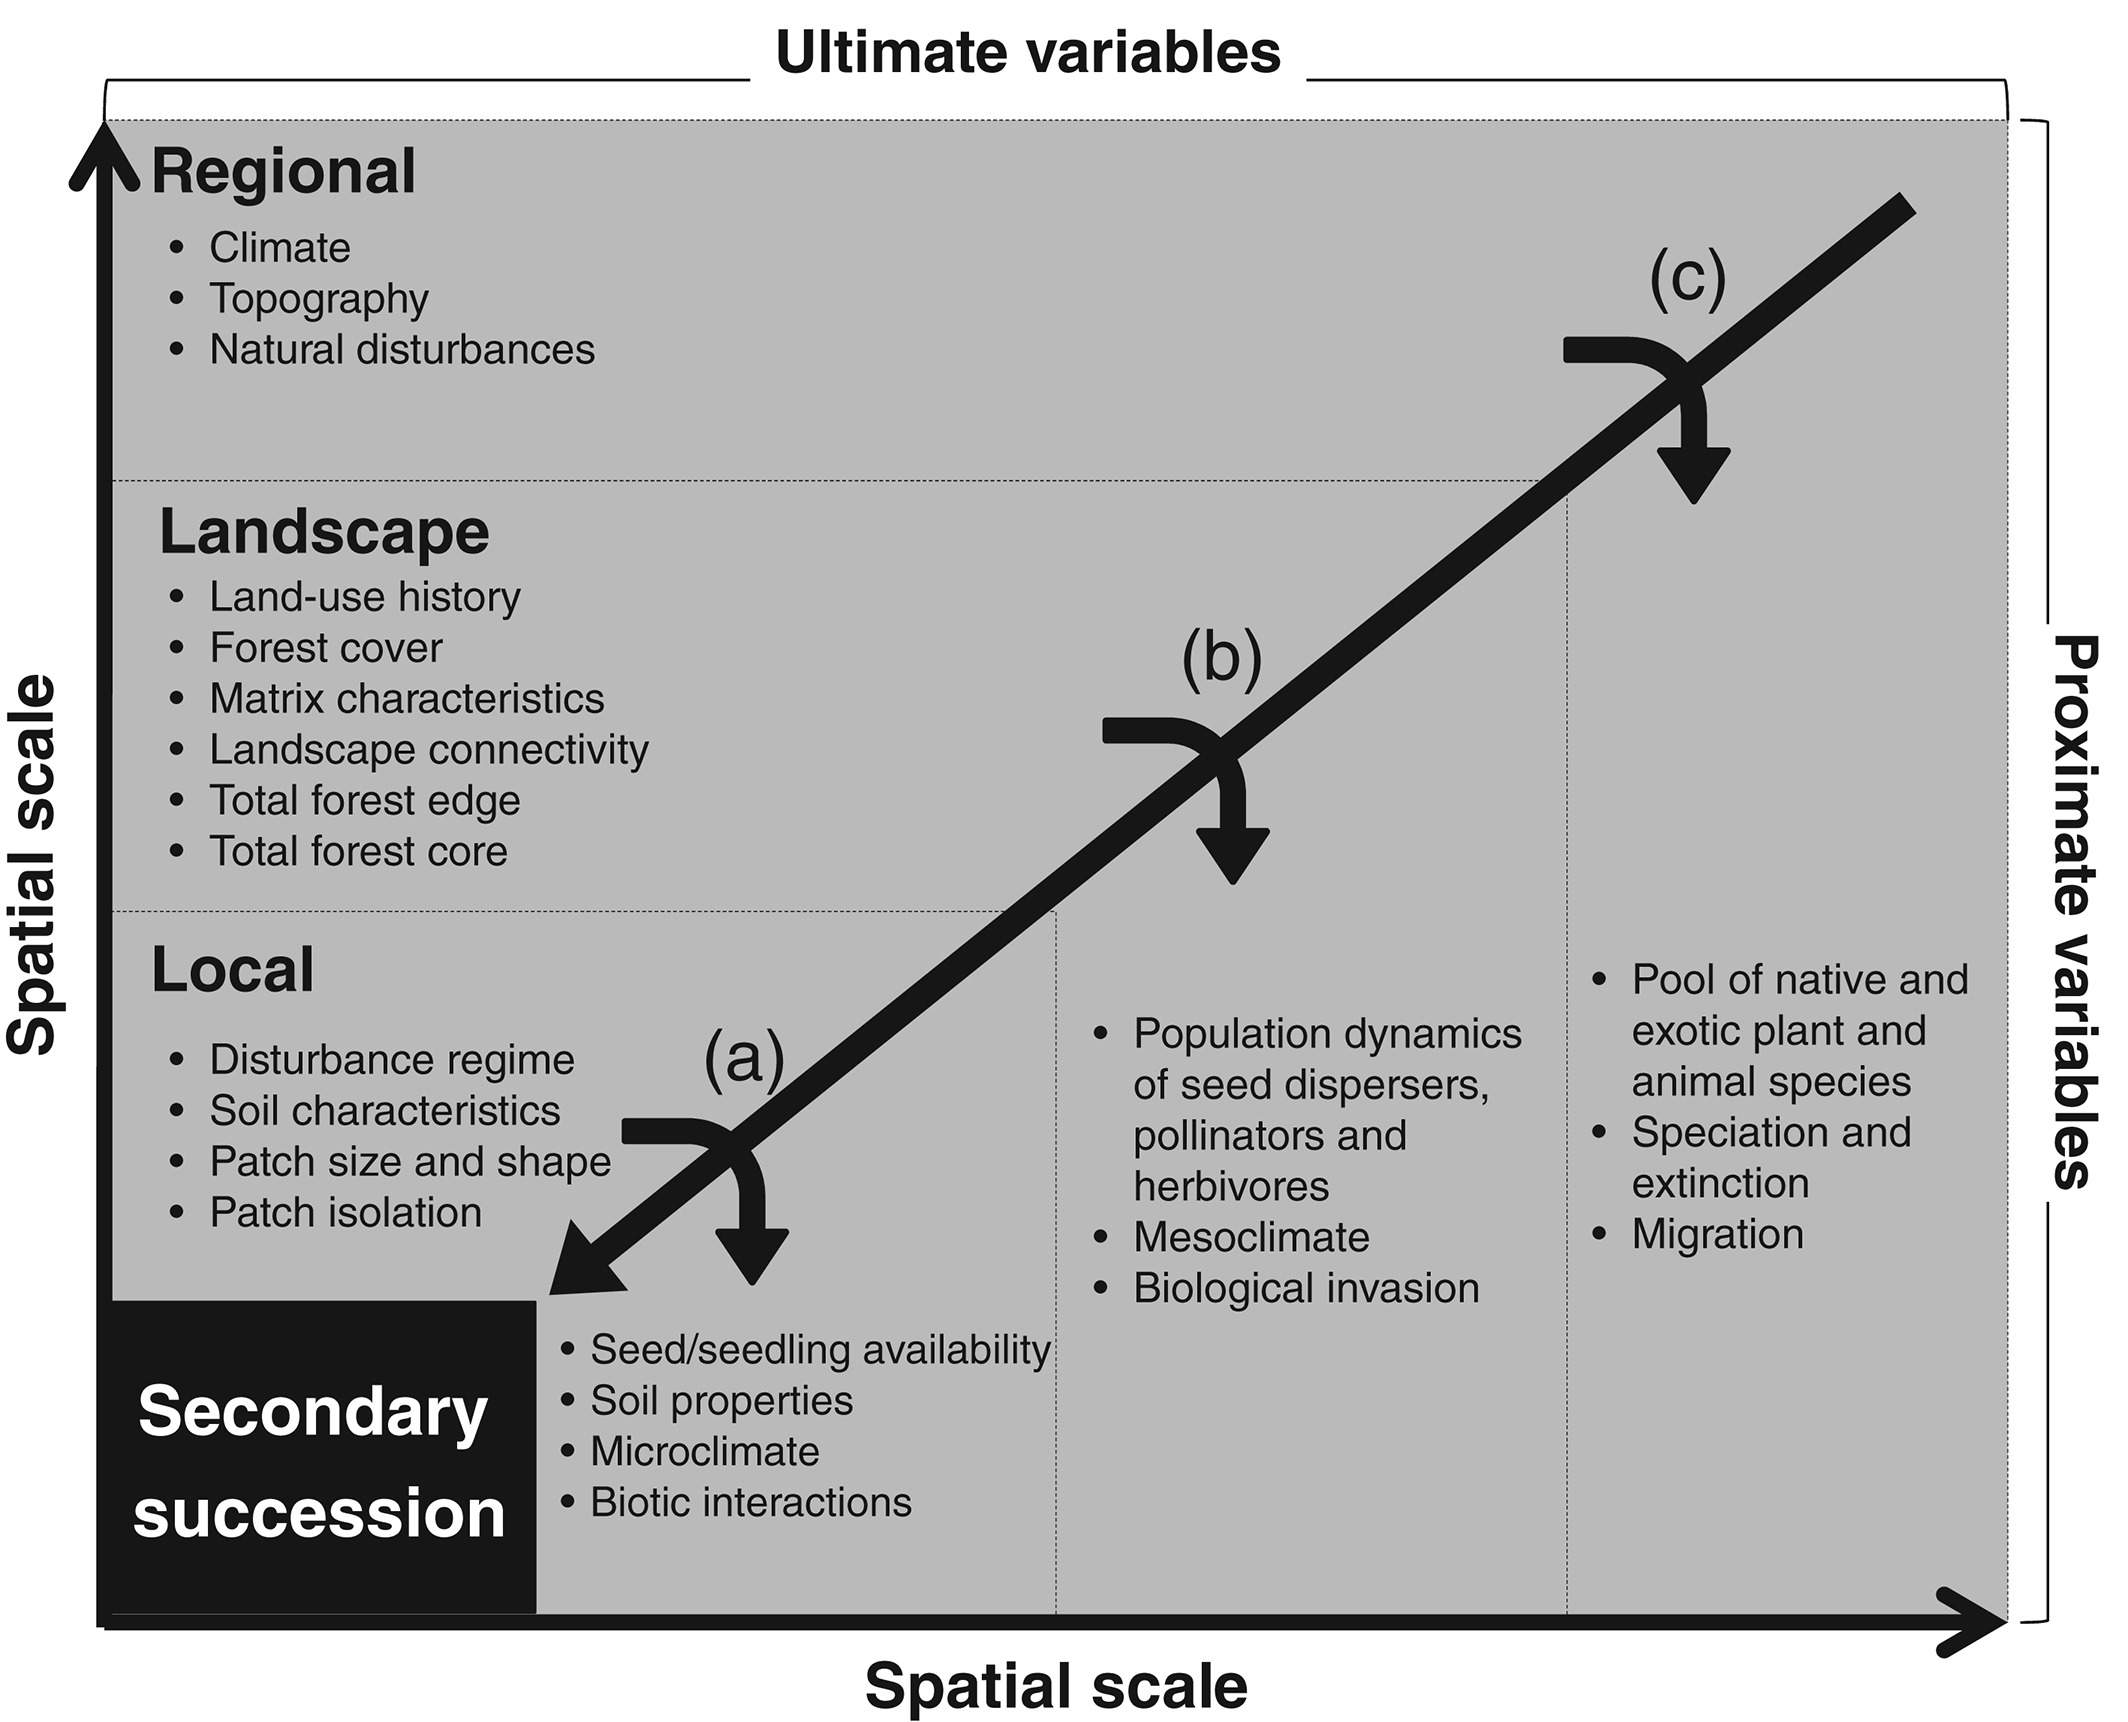 Ultimate variables
Regional
• Climate
• Topography
• Natural disturbances
(c)
Landscape
• Land-use history
• Forest cover
• Matrix characteristics
• Landscape connectivity
• Total forest edge
• Total forest core
(b)
Local
• Disturbance regime
• Soil characteristics
• Patch size and shape
• Patch isolation
(a)
Secondary
succession
• Seed/seedling availability
• Soil properties
• Microclimate
• Biotic interactions
• Population dynamics
of seed dispersers,
pollinators and
herbivores
• Mesoclimate
• Biological invasion
• Pool of native and
exotic plant and
animal species
• Speciation and
extinction
• Migration
Spatial scale
Spatial scale
Proximate variables